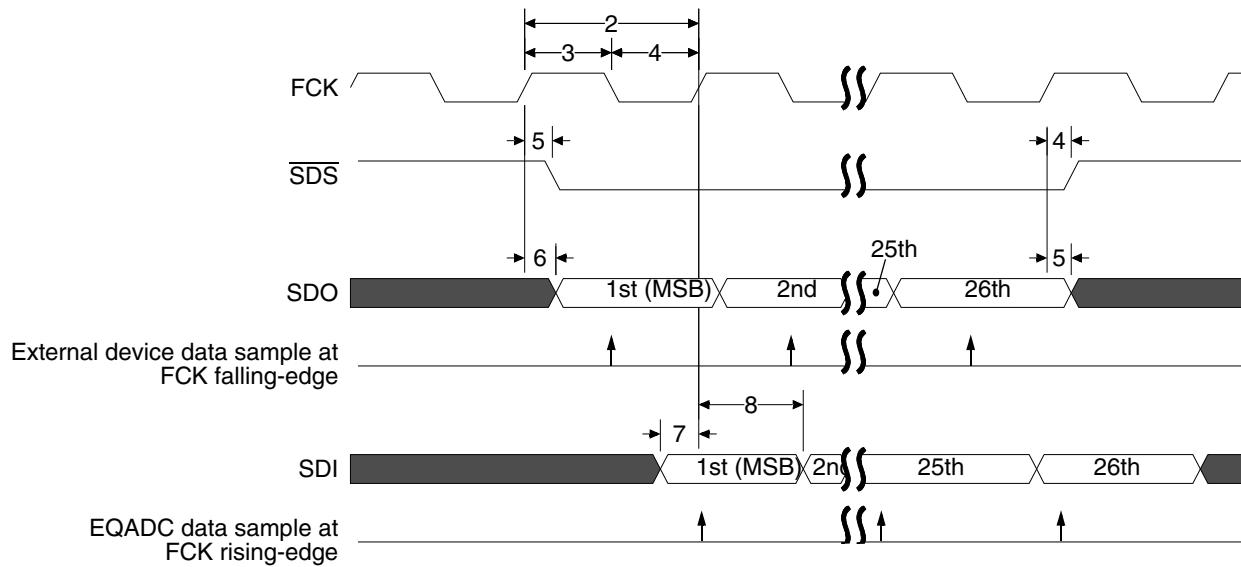 2
3
4
FCK
5
4
SDS
25th
6
5
SDO
1st (MSB)
2nd
26th
External device data sample at
FCK falling-edge
8
7
SDI
1st (MSB)
2nd
25th
26th
EQADC data sample at
FCK rising-edge